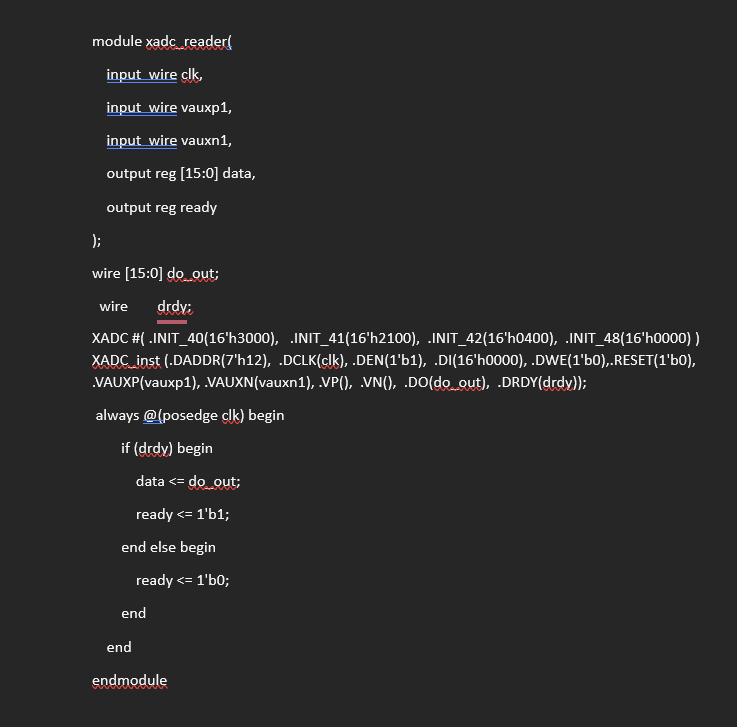 module xadc_reader(
input wire clk,
input wire vauxp1,
input wire vauxn1,
output reg [15:0] data,
output reg ready
);
wire [15:0] do_out;
wire drdy;
XADC #( .INIT_40(16'h3000), .INIT_41(16'h2100), .INIT_42(16'h0400), .INIT_48(16'h0000) )
XADC_inst (.DADDR(7'h12), .DCLK(clk), .DEN(1'b1), .DI(16'h0000), .DWE(1'b0),.RESET(1'b0),
.VAUXP(vauxp1), .VAUXN(vauxn1), .VP(), .VN(), .DO(do_out), .DRDY(drdy));
always @(posedge clk) begin
if (drdy) begin
data <= do_out;
ready <= 1'b1;
end else begin
ready <= 1'b0;
end
end
endmodule